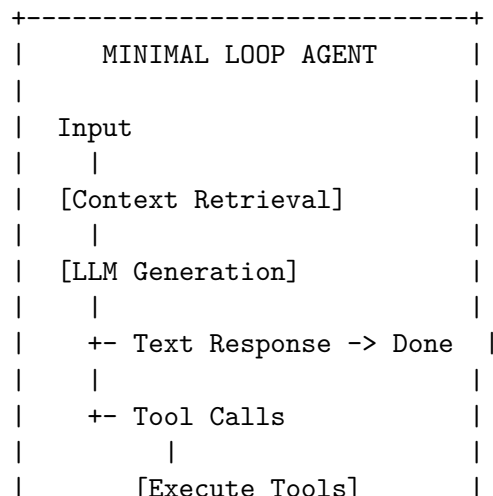 +-----------------------------+
|     MINIMAL LOOP AGENT      |
|                             |
|  Input                      |
|    |                        |
|  [Context Retrieval]        |
|    |                        |
|  [LLM Generation]           |
|    |                        |
|    +- Text Response -> Done  |
|    |                        |
|    +- Tool Calls            |
|         |                   |
|       [Execute Tools]       |